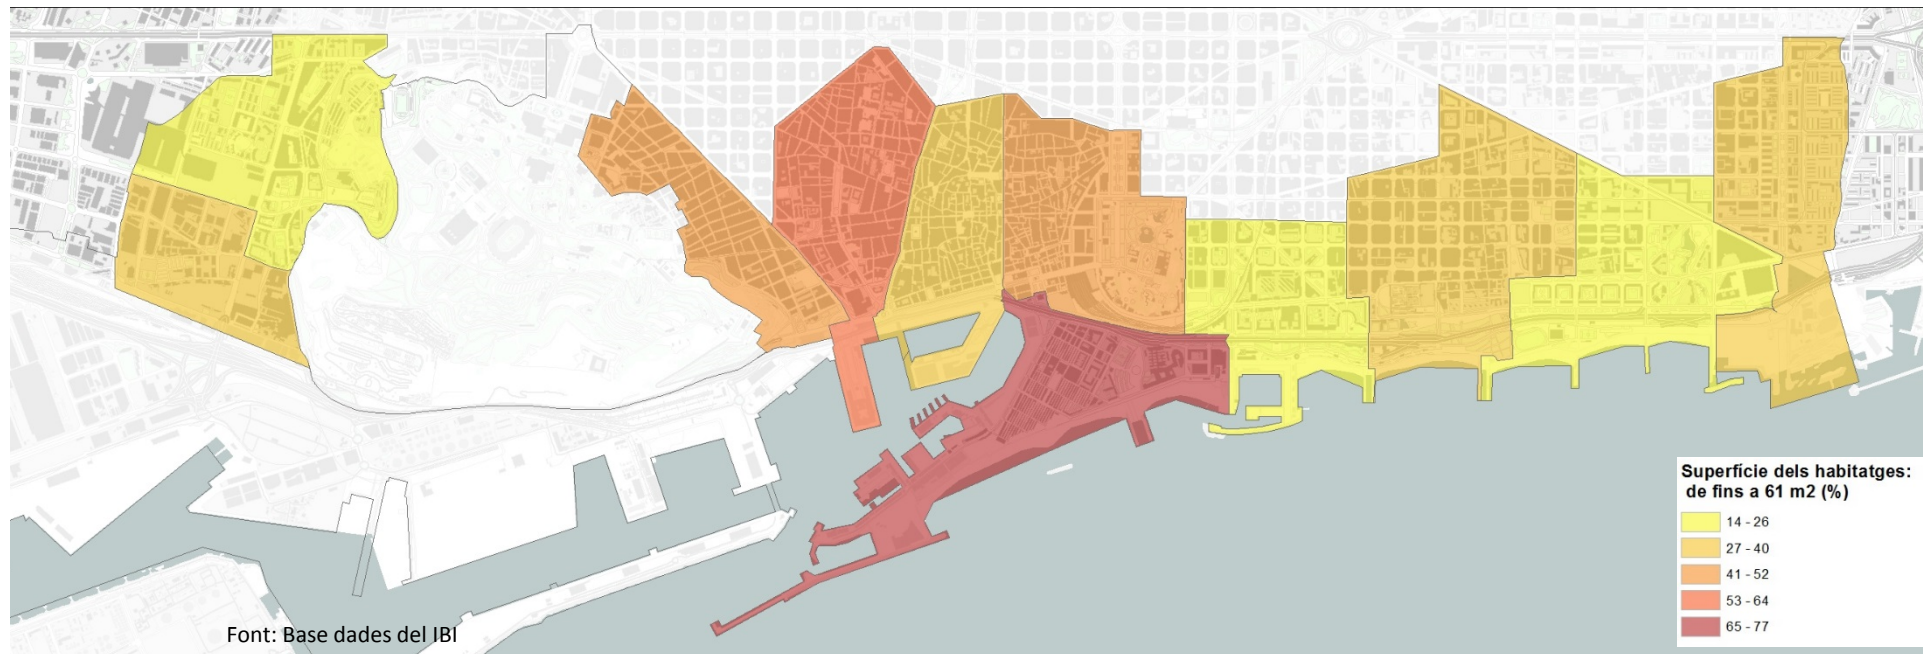 Superfície dels habitatges:
de fins a 61 m2 (%)
14 - 26
27 - 40
41 - 52
53 - 64
65 - 77
Font: Base dades del IBI